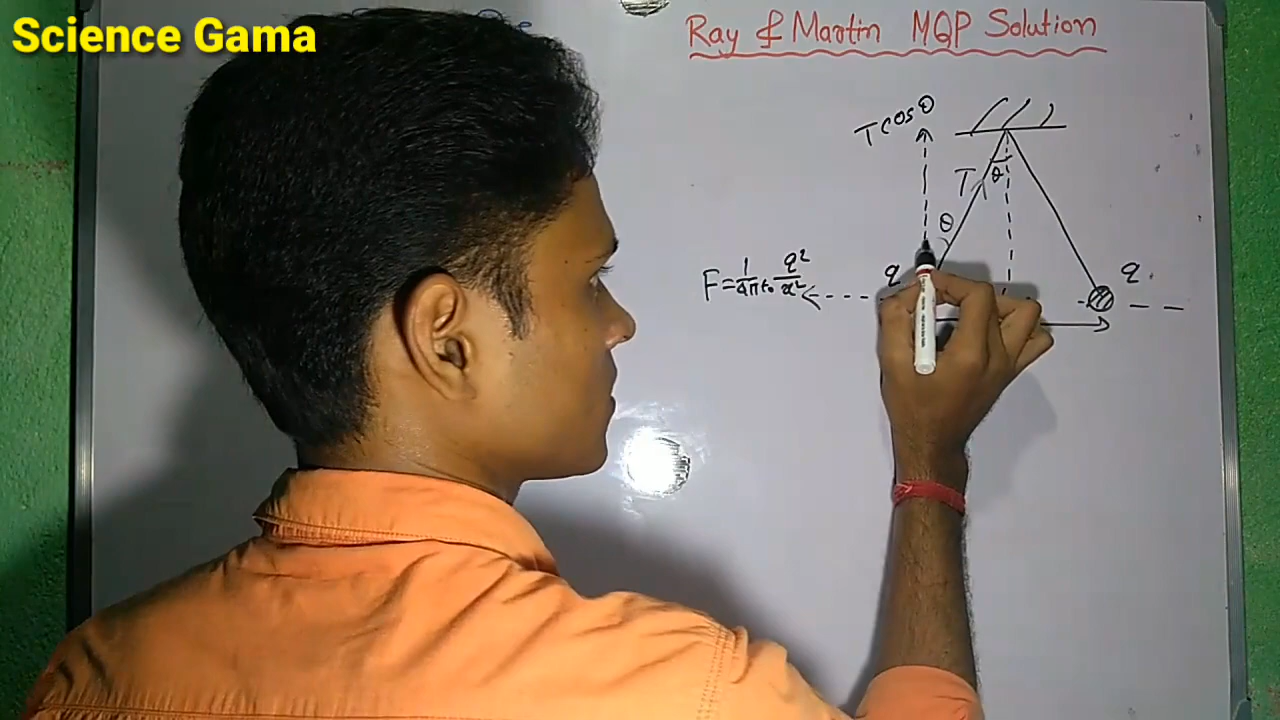 Science Gama
Ray & Martin MQP Solution
T cos θ
T
θ
θ
F = 1/4πε₀ q²/x²
q
q